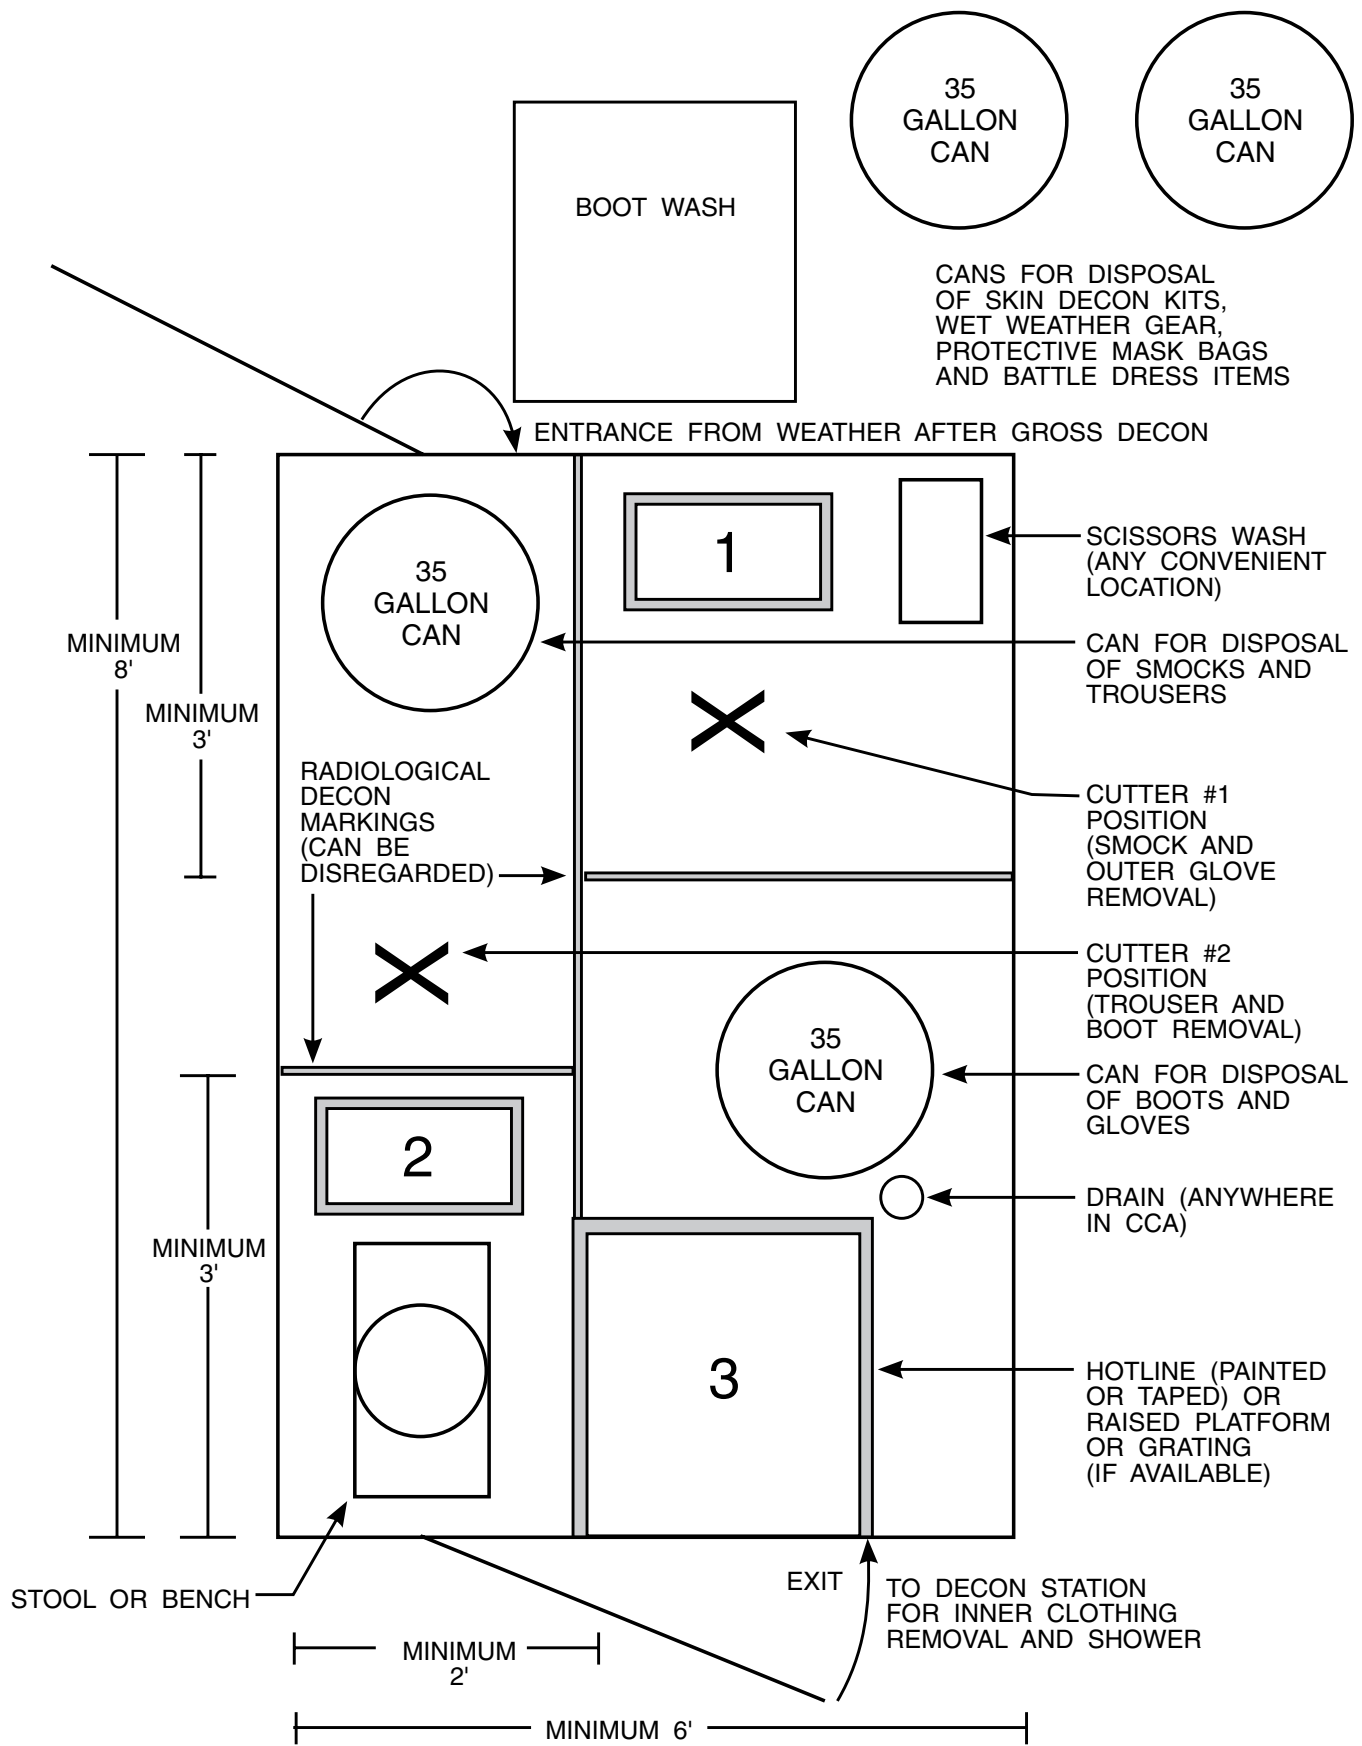 35
GALLON
CAN
35
GALLON
CAN
BOOT WASH
CANS FOR DISPOSAL
OF SKIN DECON KITS,
WET WEATHER GEAR,
PROTECTIVE MASK BAGS
AND BATTLE DRESS ITEMS
ENTRANCE FROM WEATHER AFTER GROSS DECON
35
GALLON
CAN
1
SCISSORS WASH
(ANY CONVENIENT
LOCATION)
MINIMUM
8'
MINIMUM
3'
CAN FOR DISPOSAL
OF SMOCKS AND
TROUSERS
RADIOLOGICAL
DECON
MARKINGS
(CAN BE
DISREGARDED)
CUTTER #1
POSITION
(SMOCK AND
OUTER GLOVE
REMOVAL)
CUTTER #2
POSITION
(TROUSER AND
BOOT REMOVAL)
35
GALLON
CAN
CAN FOR DISPOSAL
OF BOOTS AND
GLOVES
2
DRAIN (ANYWHERE
IN CCA)
MINIMUM
3'
3
HOTLINE (PAINTED
OR TAPED) OR
RAISED PLATFORM
OR GRATING
(IF AVAILABLE)
STOOL OR BENCH
EXIT
TO DECON STATION
FOR INNER CLOTHING
REMOVAL AND SHOWER
MINIMUM
2'
MINIMUM 6'